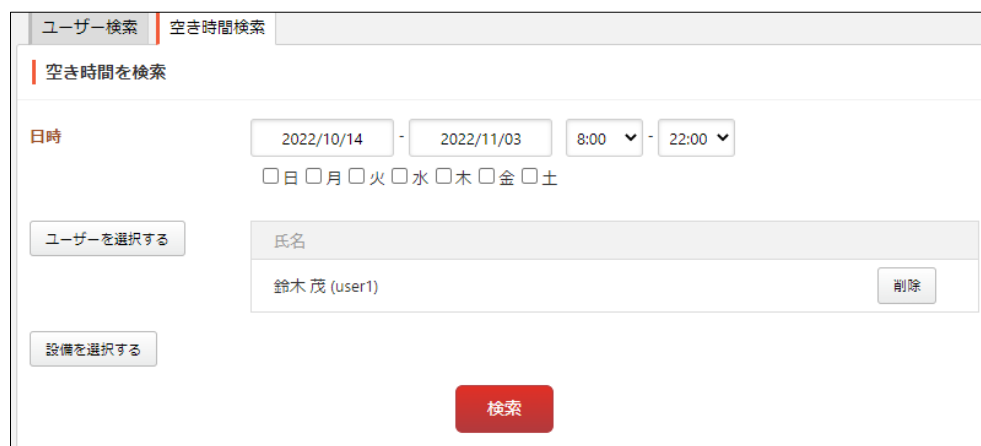 ユーザー検索 空き時間検索
空き時間を検索
日時 2022/10/14 - 2022/11/03 8:00 - 22:00
日 月 火 水 木 金 土
ユーザーを選択する 氏名
鈴木 茂 (user1) 削除
設備を選択する
検索